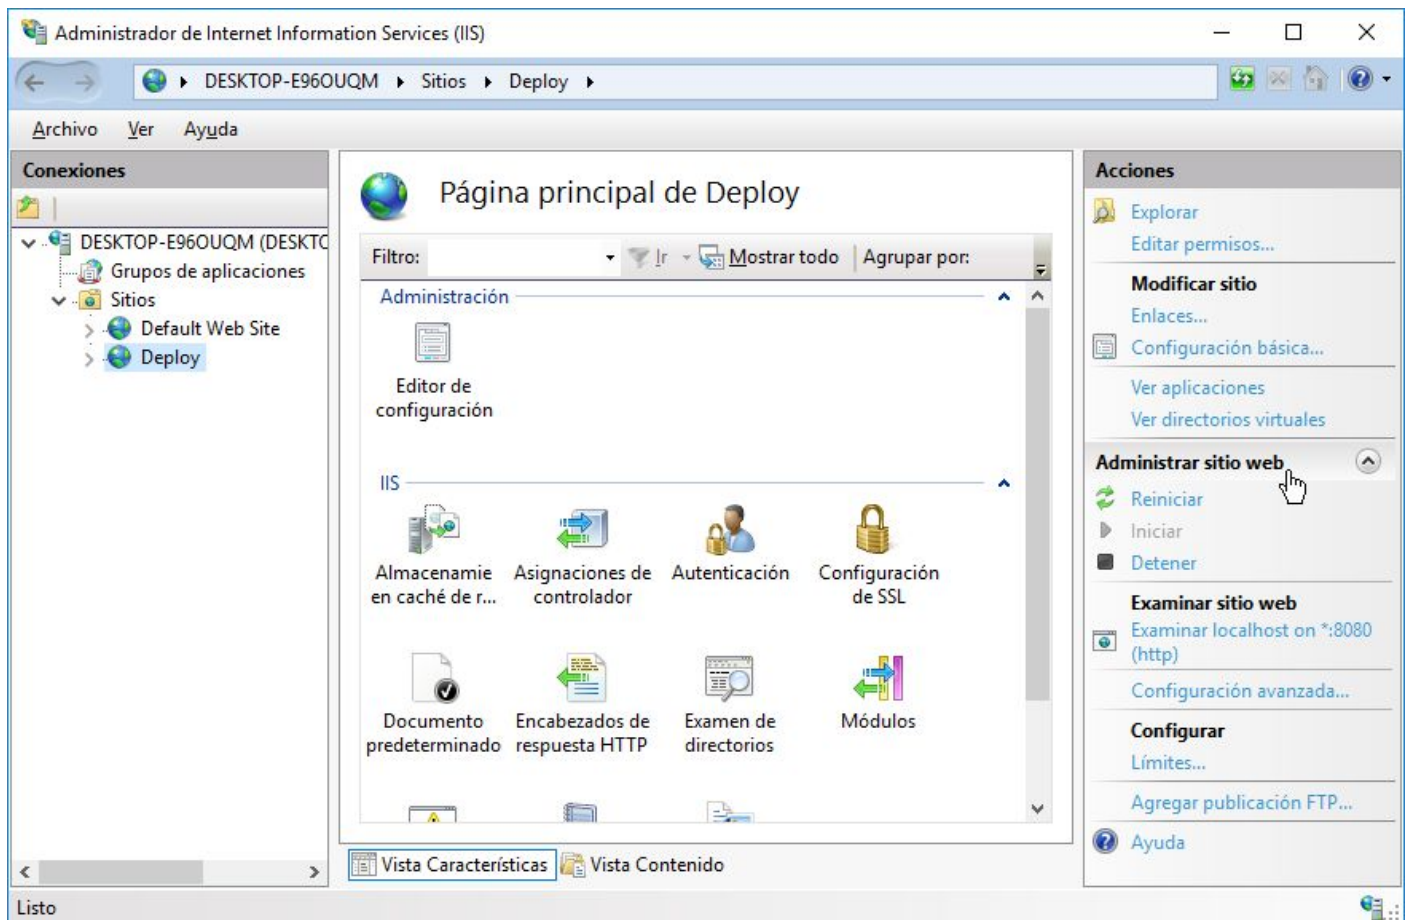 Administrador de Internet Information Services (IIS)
DESKTOP-E96OUQM Sitios Deploy
Archivo Ver Ayuda
Conexiones
DESKTOP-E96OUQM (DESKTC
Grupos de aplicaciones
Sitios
Default Web Site
Deploy
Página principal de Deploy
Filtro: Ir Mostrar todo Agrupar por:
Administración
Editor de
configuración
IIS
Almacenamie
en caché de r...
Asignaciones de
controlador
Autenticación
Configuración
de SSL
Documento
predeterminado
Encabezados de
respuesta HTTP
Examen de
directorios
Módulos
Vista Características Vista Contenido
Acciones
Explorar
Editar permisos...
Modificar sitio
Enlaces...
Configuración básica...
Ver aplicaciones
Ver directorios virtuales
Administrar sitio web
Reiniciar
Iniciar
Detener
Examinar sitio web
Examinar localhost on *:8080
(http)
Configuración avanzada...
Configurar
Límites...
Agregar publicación FTP...
Ayuda
Listo